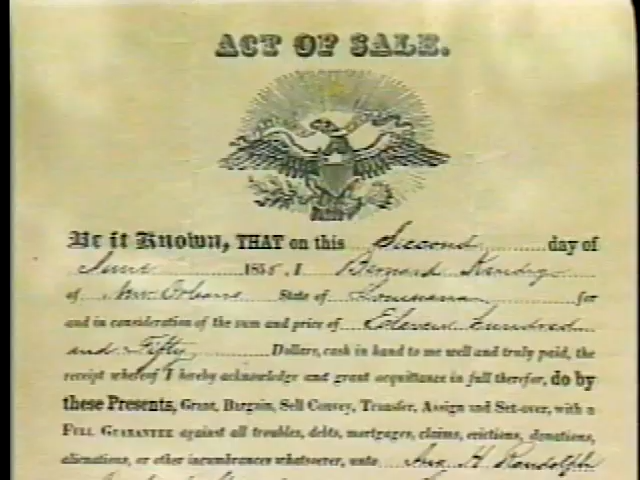 ACT OF SALE.
Be it Known, THAT on this Second day of
June 1855, I Bernard Kendig
of New Orleans State of Louisiana for
and in consideration of the sum and price of Eleven hundred
and Fifty Dollars, cash in hand to me well and truly paid, the
receipt whereof I hereby acknowledge and grant acquittance in full therefor, do by
these Presents, Grant, Bargain, Sell Convey, Transfer, Assign and Set-over, with a
FULL GUARANTEE against all troubles, debts, mortgages, claims, evictions, donations,
alienations, or other incumbrances whatsoever, unto H Randolph